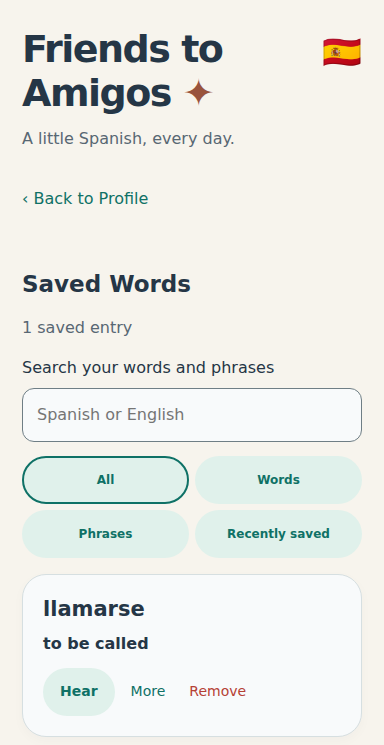 Friends to
Amigos ✦
A little Spanish, every day.
‹ Back to Profile
Saved Words
1 saved entry
Search your words and phrases
Spanish or English
All
Words
Phrases
Recently saved
llamarse
to be called
Hear
More
Remove